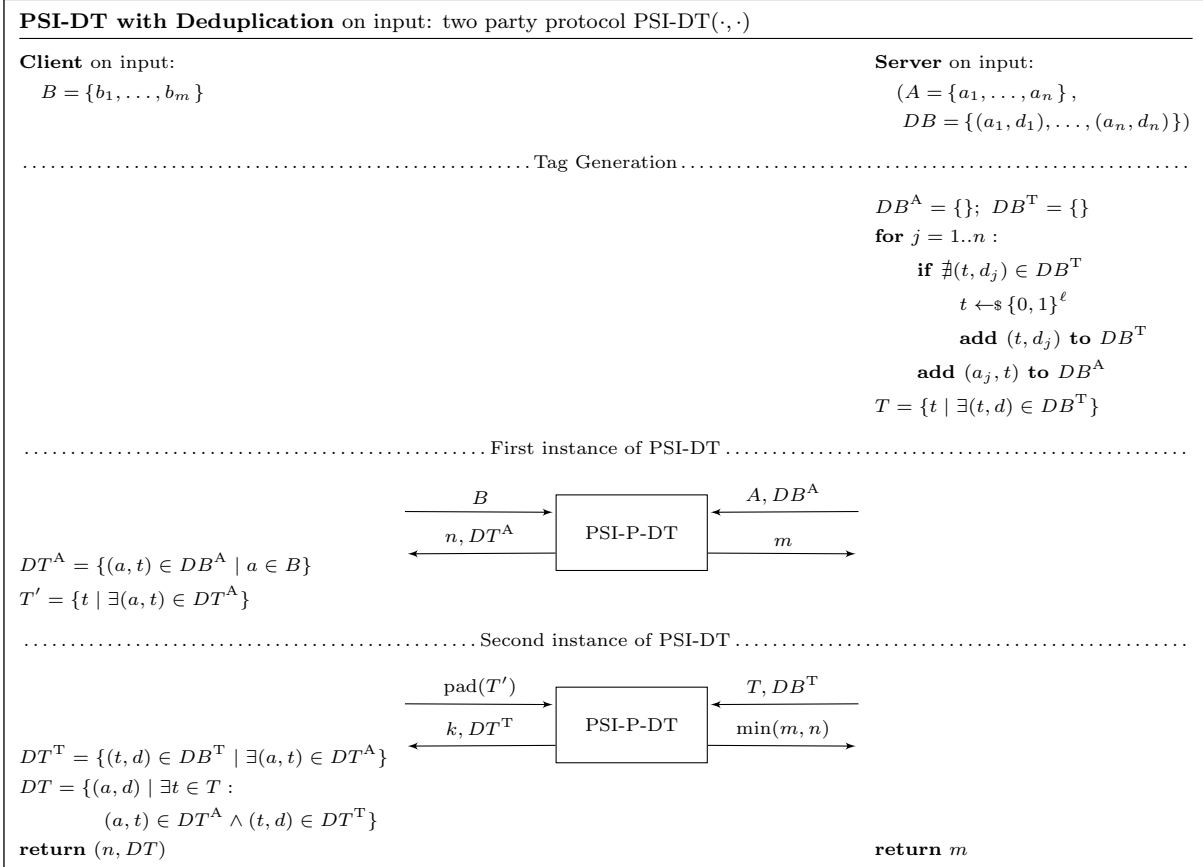 PSI-DT with Deduplication on input: two party protocol PSI-DT(·, ·)
Client on input: Server on input:
B = {b₁, . . . , bₘ} (A = {a₁, . . . , aₙ} ,
DB = {(a₁, d₁), . . . , (aₙ, dₙ)})
Tag Generation
DB^A = {}; DB^T = {}
for j = 1..n :
if ∄(t, dⱼ) ∈ DB^T
t ←$ {0, 1}^ℓ
add (t, dⱼ) to DB^T
add (aⱼ, t) to DB^A
T = {t | ∃(t, d) ∈ DB^T}
First instance of PSI-DT
B A, DB^A
PSI-P-DT
n, DT^A m
DT^A = {(a, t) ∈ DB^A | a ∈ B}
T′ = {t | ∃(a, t) ∈ DT^A}
Second instance of PSI-DT
pad(T′) T, DB^T
PSI-P-DT
k, DT^T min(m, n)
DT^T = {(t, d) ∈ DB^T | ∃(a, t) ∈ DT^A}
DT = {(a, d) | ∃t ∈ T :
(a, t) ∈ DT^A ∧ (t, d) ∈ DT^T}
return (n, DT) return m